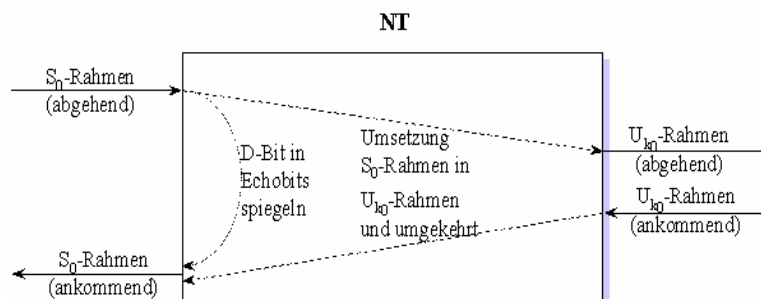 NT
S₀-Rahmen
(abgehend)
D-Bit in
Echobits
spiegeln
Umsetzung
S₀-Rahmen in
Uₖ₀-Rahmen
und umgekehrt
Uₖ₀-Rahmen
(abgehend)
Uₖ₀-Rahmen
(ankommend)
S₀-Rahmen
(ankommend)